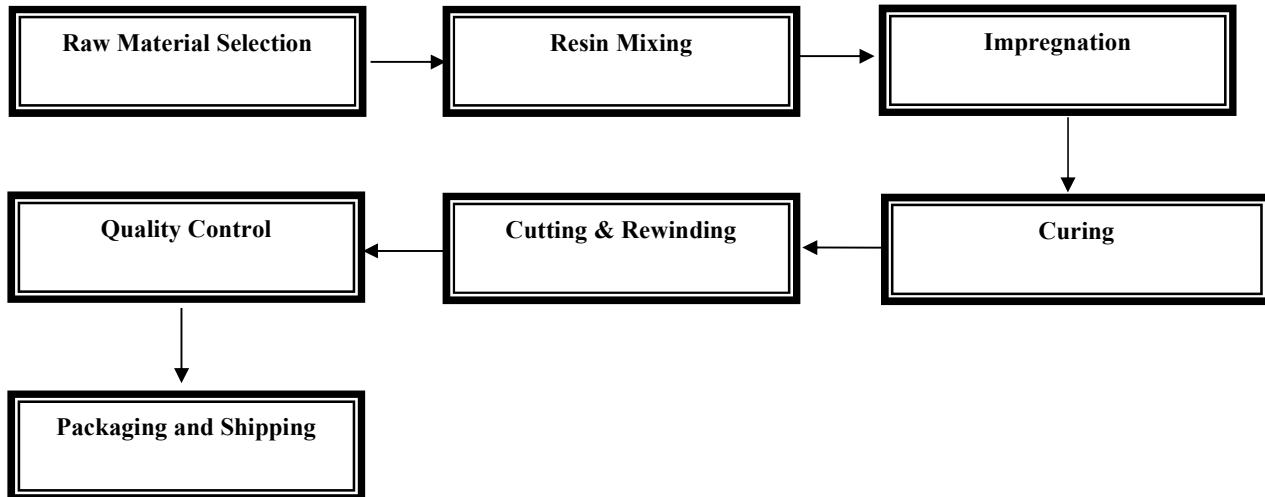 Raw Material Selection
Resin Mixing
Impregnation
Curing
Cutting & Rewinding
Quality Control
Packaging and Shipping